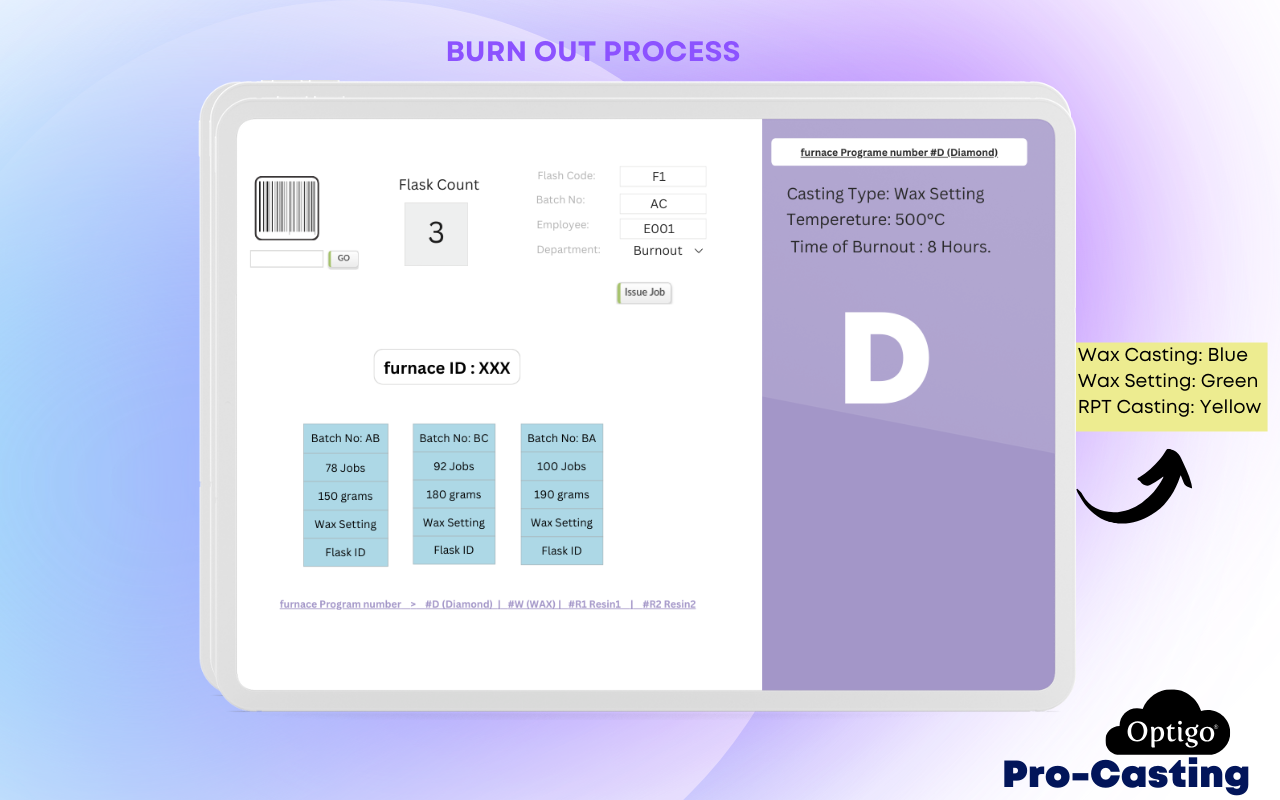 BURN OUT PROCESS
furnace Programe number #D (Diamond)
Casting Type: Wax Setting
Tempereture: 500°C
Time of Burnout : 8 Hours.
D
Flask Count
3
GO
Flash Code: F1
Batch No: AC
Employee: E001
Department: Burnout
Issue Job
furnace ID : XXX
Batch No: AB
78 Jobs
150 grams
Wax Setting
Flask ID
Batch No: BC
92 Jobs
180 grams
Wax Setting
Flask ID
Batch No: BA
100 Jobs
190 grams
Wax Setting
Flask ID
furnace Program number > #D (Diamond) | #W (WAX) | #R1 Resin1 | #R2 Resin2
Wax Casting: Blue
Wax Setting: Green
RPT Casting: Yellow
Optigo®
Pro-Casting